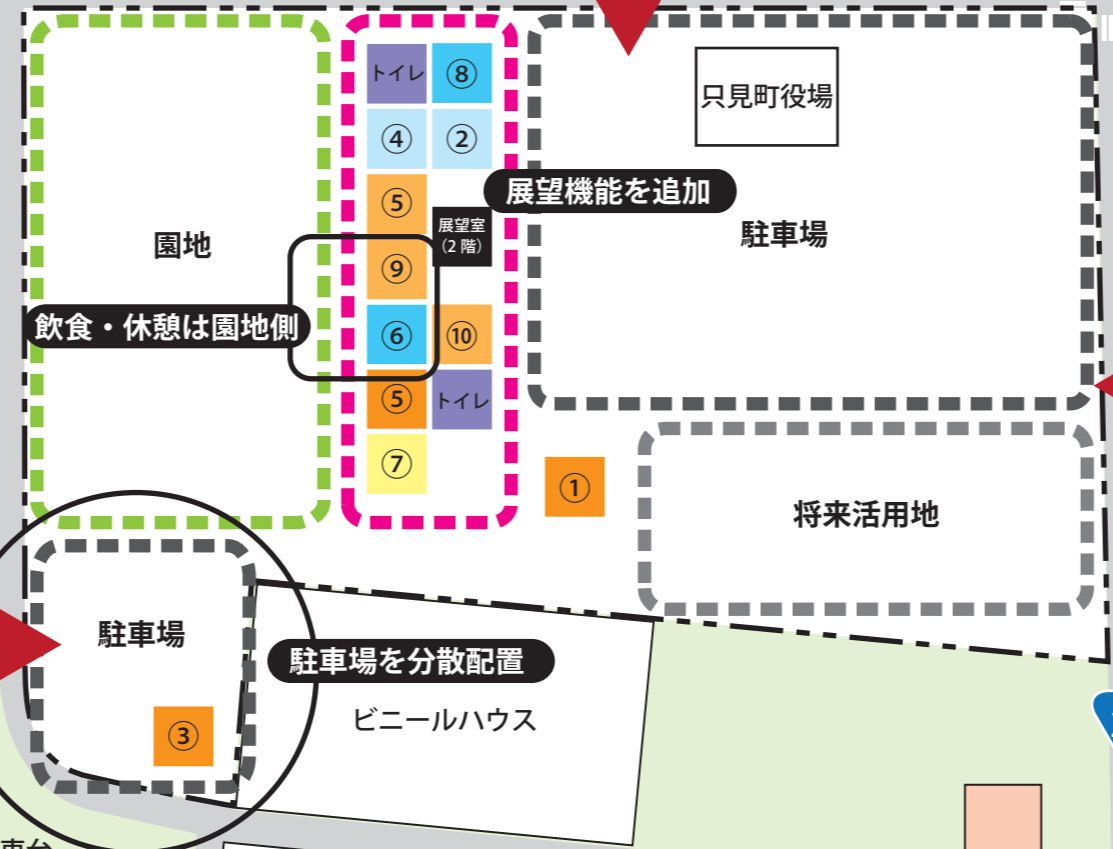 トイレ
⑧
只見町役場
④
②
⑤
展望機能を追加
展望室
（2 階）
駐車場
園地
⑨
飲食・休憩は園地側
⑥
⑩
⑤
トイレ
⑦
①
将来活用地
駐車場
駐車場を分散配置
ビニールハウス
③